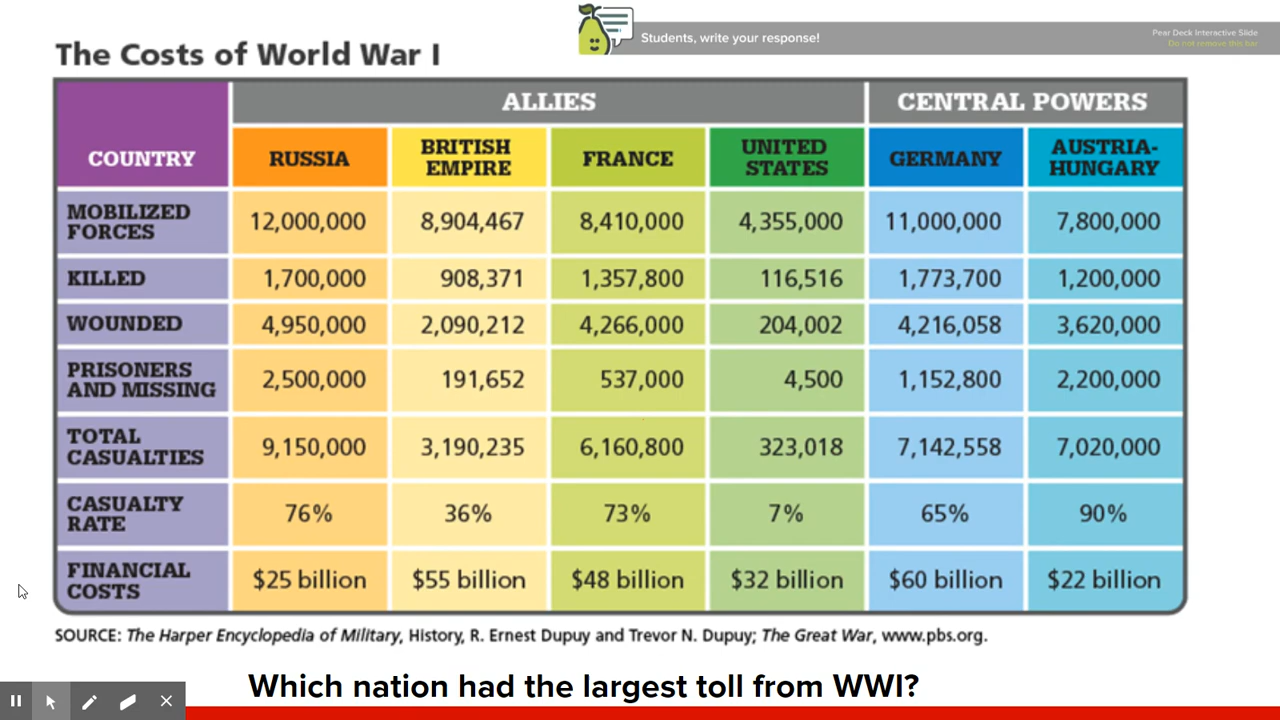 Students, write your response!
Pear Deck Interactive Slide
Do not remove this bar
The Costs of World War I
COUNTRY
ALLIES
CENTRAL POWERS
RUSSIA
BRITISH
EMPIRE
FRANCE
UNITED
STATES
GERMANY
AUSTRIA-
HUNGARY
MOBILIZED
FORCES
12,000,000
8,904,467
8,410,000
4,355,000
11,000,000
7,800,000
KILLED
1,700,000
908,371
1,357,800
116,516
1,773,700
1,200,000
WOUNDED
4,950,000
2,090,212
4,266,000
204,002
4,216,058
3,620,000
PRISONERS
AND MISSING
2,500,000
191,652
537,000
4,500
1,152,800
2,200,000
TOTAL
CASUALTIES
9,150,000
3,190,235
6,160,800
323,018
7,142,558
7,020,000
CASUALTY
RATE
76%
36%
73%
7%
65%
90%
FINANCIAL
COSTS
$25 billion
$55 billion
$48 billion
$32 billion
$60 billion
$22 billion
SOURCE: The Harper Encyclopedia of Military, History, R. Ernest Dupuy and Trevor N. Dupuy; The Great War, www.pbs.org.
Which nation had the largest toll from WWI?